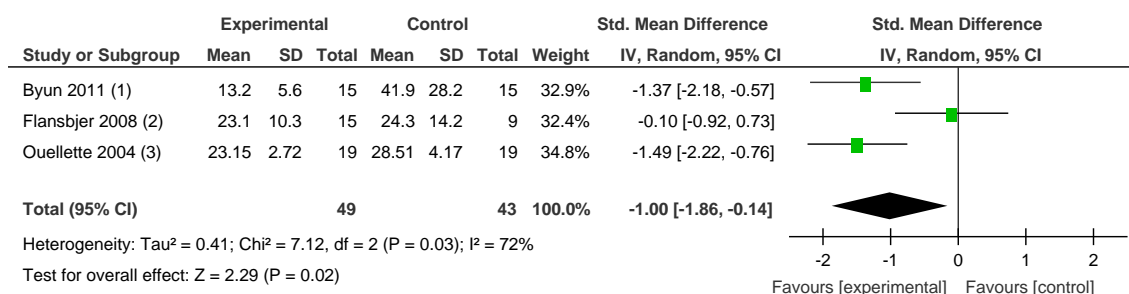 Experimental Control Std. Mean Difference Std. Mean Difference
Study or Subgroup Mean SD Total Mean SD Total Weight IV, Random, 95% CI IV, Random, 95% CI
Byun 2011 (1) 13.2 5.6 15 41.9 28.2 15 32.9% -1.37 [-2.18, -0.57]
Flansbjer 2008 (2) 23.1 10.3 15 24.3 14.2 9 32.4% -0.10 [-0.92, 0.73]
Ouellette 2004 (3) 23.15 2.72 19 28.51 4.17 19 34.8% -1.49 [-2.22, -0.76]
Total (95% CI) 49 43 100.0% -1.00 [-1.86, -0.14]
Heterogeneity: Tau² = 0.41; Chi² = 7.12, df = 2 (P = 0.03); I² = 72%
Test for overall effect: Z = 2.29 (P = 0.02)
-2 -1 0 1 2
Favours [experimental] Favours [control]